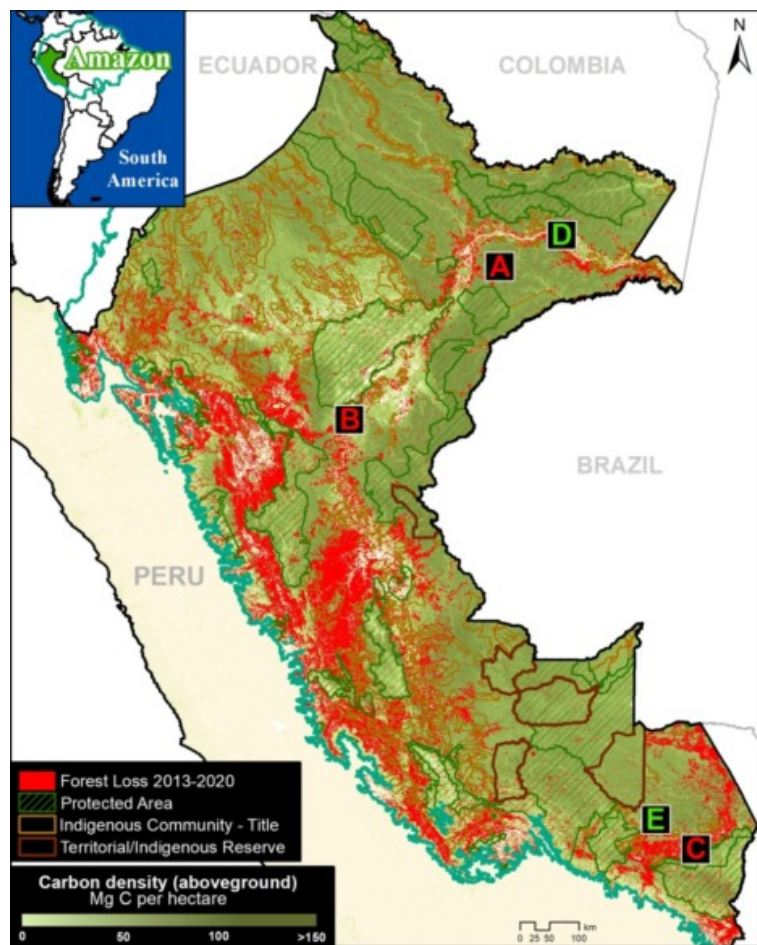 Amazon
South
America
ECUADOR
COLOMBIA
N
D
A
B
BRAZIL
PERU
E
C
Forest Loss 2013-2020
Protected Area
Indigenous Community - Title
Territorial/Indigenous Reserve
Carbon density (aboveground)
Mg C per hectare
0 50 100 >150
km
0 25 50 100